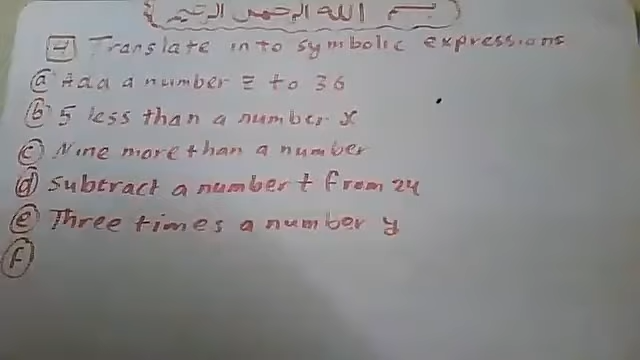 بسم الله الرحمن الرحيم
4 Translate into symbolic expressions
a Add a number z to 36
b 5 less than a number x
c Nine more than a number
d Subtract a number t from 24
e Three times a number y
f